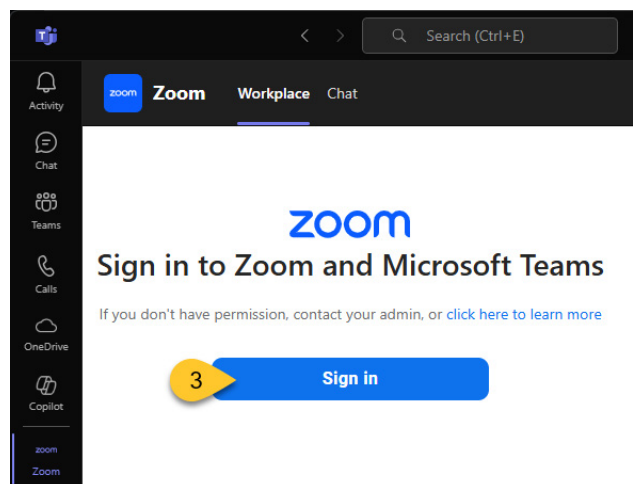 Search (Ctrl+E)
Activity
Chat
Teams
Calls
OneDrive
Copilot
zoom
Zoom
zoom Zoom Workplace Chat
zoom
Sign in to Zoom and Microsoft Teams
If you don't have permission, contact your admin, or click here to learn more
3 Sign in